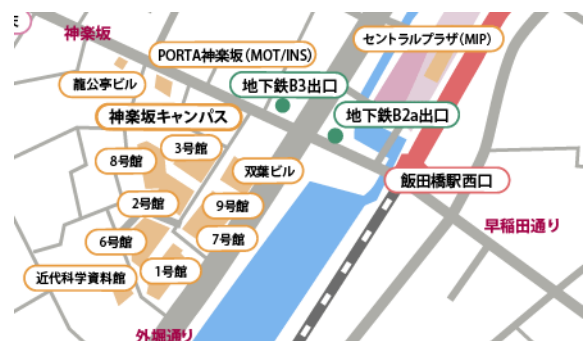 ま
神楽坂
PORTA神楽坂(MOT/INS)
セントラルプラザ(MIP)
龍公亭ビル
地下鉄B3出口
地下鉄B2a出口
神楽坂キャンパス
3号館
8号館
双葉ビル
飯田橋駅西口
2号館
9号館
早稲田通り
6号館
7号館
近代科学資料館
1号館
外堀通り